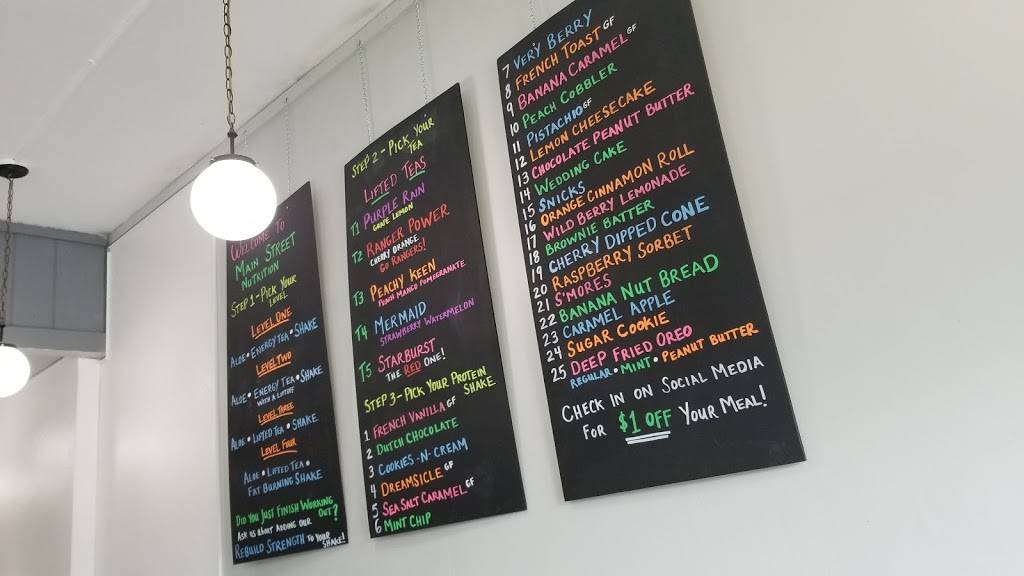 WELCOME TO
MAIN STREET
NUTRITION
STEP 1 - PICK YOUR
LEVEL
LEVEL ONE
ALOE • ENERGY TEA • SHAKE
LEVEL TWO
ALOE • ENERGY TEA • SHAKE
WITH A LIFTOFF
LEVEL THREE
ALOE • LIFTED TEA • SHAKE
LEVEL FOUR
ALOE • LIFTED TEA •
FAT BURNING SHAKE
DID YOU JUST FINISH WORKING
OUT?
ASK US ABOUT ADDING OUR
REBUILD STRENGTH TO YOUR
SHAKE!
STEP 2 - PICK YOUR
TEA
LIFTED TEAS
T1 PURPLE RAIN
GRAPE LEMON
T2 RANGER POWER
CHERRY ORANGE
GO RANGERS!
T3 PEACHY KEEN
PEACH MANGO POMEGRANATE
T4 MERMAID
STRAWBERRY WATERMELON
T5 STARBURST
THE RED ONE!
STEP 3 - PICK YOUR PROTEIN
SHAKE
1 FRENCH VANILLA GF
2 DUTCH CHOCOLATE
3 COOKIES -N- CREAM
4 DREAMSICLE GF
5 SEA SALT CARAMEL GF
6 MINT CHIP
7 VERY BERRY
8 FRENCH TOAST GF
9 BANANA CARAMEL GF
10 PEACH COBBLER
11 PISTACHIO GF
12 LEMON CHEESECAKE
13 CHOCOLATE PEANUT BUTTER
14 WEDDING CAKE
15 SNICKS
16 ORANGE CINNAMON ROLL
17 WILD BERRY LEMONADE
18 BROWNIE BATTER
19 CHERRY DIPPED CONE
20 RASPBERRY SORBET
21 S'MORES
22 BANANA NUT BREAD
23 CARAMEL APPLE
24 SUGAR COOKIE
25 DEEP FRIED OREO
REGULAR • MINT • PEANUT BUTTER
CHECK IN ON SOCIAL MEDIA
FOR $1 OFF YOUR MEAL!